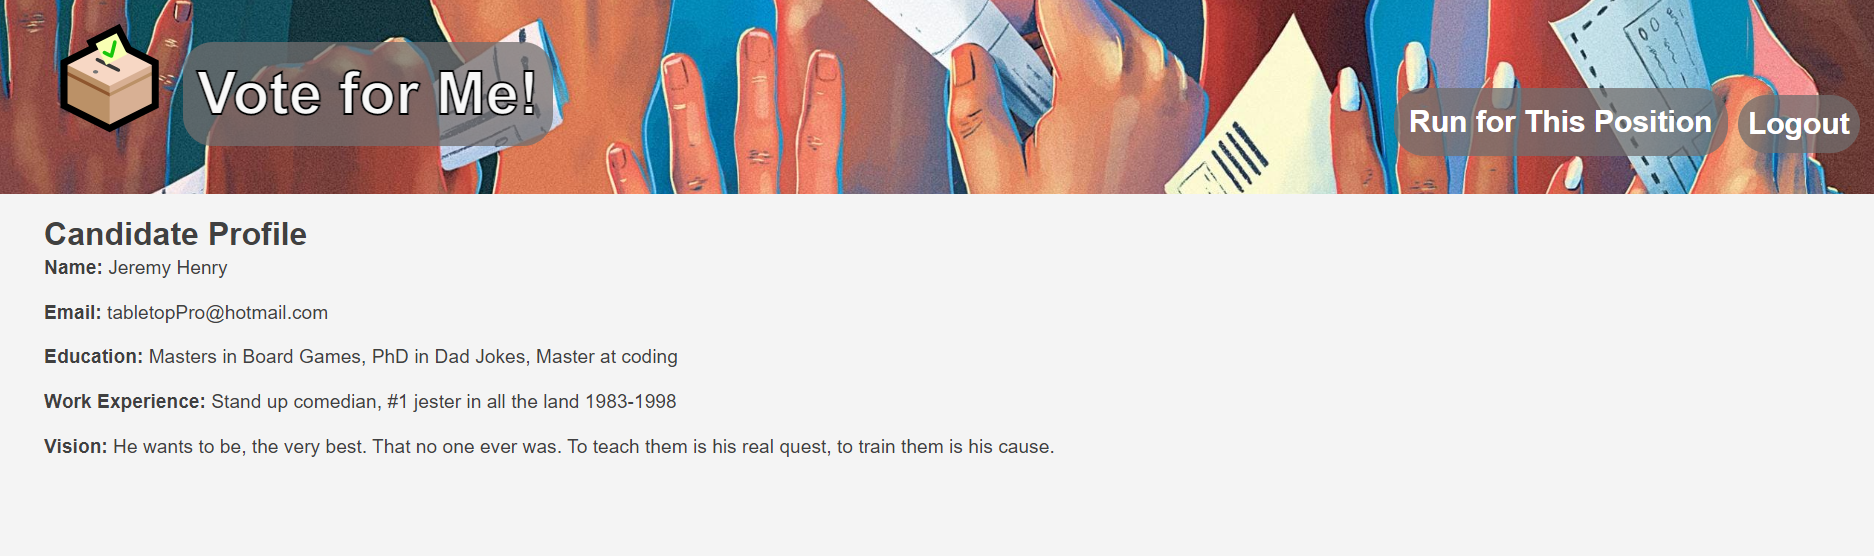 Vote for Me!
Run for This Position
Logout
Candidate Profile
Name: Jeremy Henry
Email: tabletopPro@hotmail.com
Education: Masters in Board Games, PhD in Dad Jokes, Master at coding
Work Experience: Stand up comedian, #1 jester in all the land 1983-1998
Vision: He wants to be, the very best. That no one ever was. To teach them is his real quest, to train them is his cause.